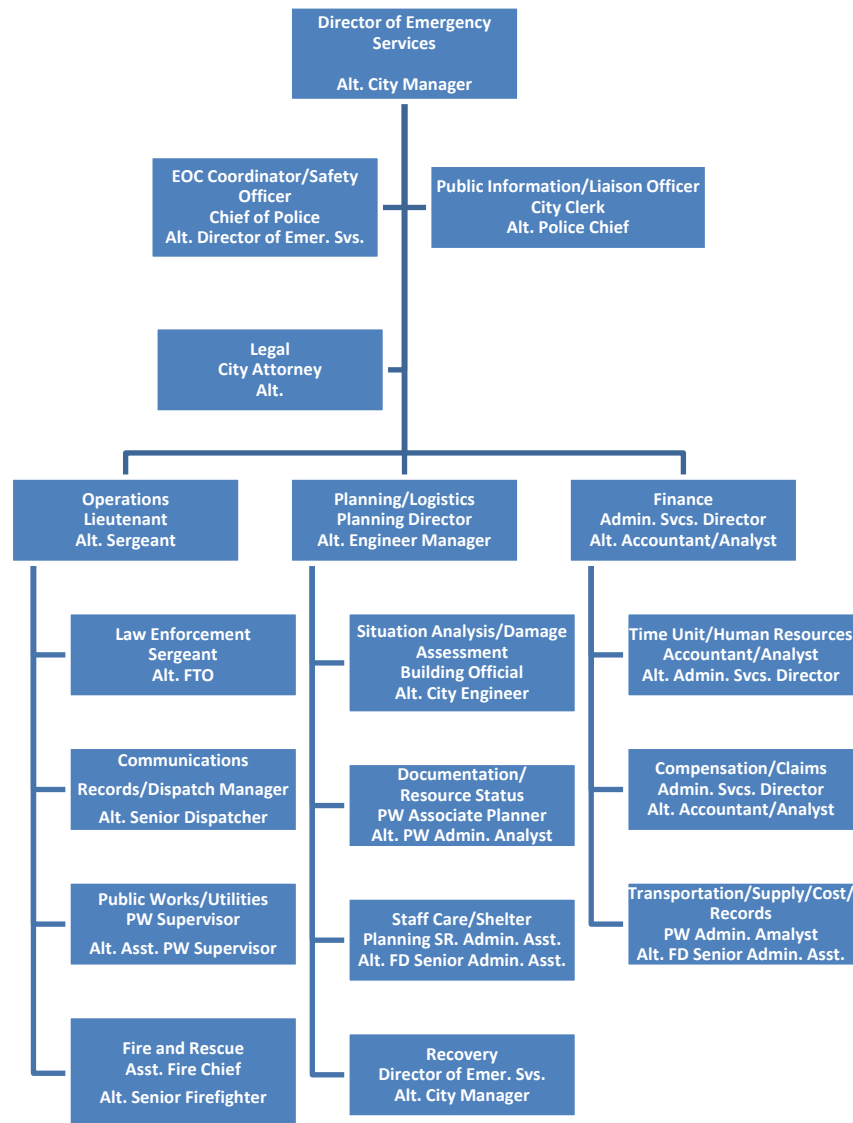 Director of Emergency
Services
Alt. City Manager
EOC Coordinator/Safety
Officer
Chief of Police
Alt. Director of Emer. Svs.
Public Information/Liaison Officer
City Clerk
Alt. Police Chief
Legal
City Attorney
Alt.
Operations
Lieutenant
Alt. Sergeant
Planning/Logistics
Planning Director
Alt. Engineer Manager
Finance
Admin. Svcs. Director
Alt. Accountant/Analyst
Law Enforcement
Sergeant
Alt. FTO
Situation Analysis/Damage
Assessment
Building Official
Alt. City Engineer
Time Unit/Human Resources
Accountant/Analyst
Alt. Admin. Svcs. Director
Communications
Records/Dispatch Manager
Alt. Senior Dispatcher
Documentation/
Resource Status
PW Associate Planner
Alt. PW Admin. Analyst
Compensation/Claims
Admin. Svcs. Director
Alt. Accountant/Analyst
Public Works/Utilities
PW Supervisor
Alt. Asst. PW Supervisor
Staff Care/Shelter
Planning SR. Admin. Asst.
Alt. FD Senior Admin. Asst.
Transportation/Supply/Cost/
Records
PW Admin. Amalyst
Alt. FD Senior Admin. Asst.
Fire and Rescue
Asst. Fire Chief
Alt. Senior Firefighter
Recovery
Director of Emer. Svs.
Alt. City Manager